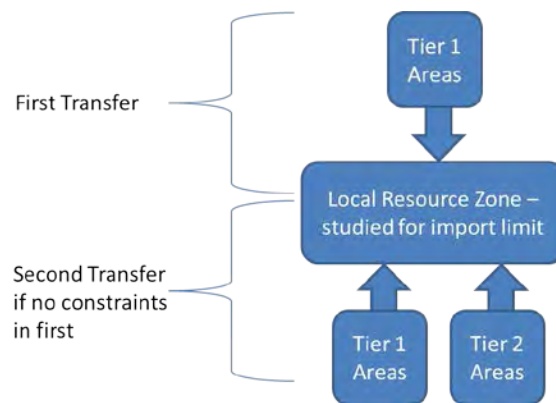 Tier 1
Areas
First Transfer
Local Resource Zone –
studied for import limit
Second Transfer
if no constraints
in first
Tier 1
Areas
Tier 2
Areas